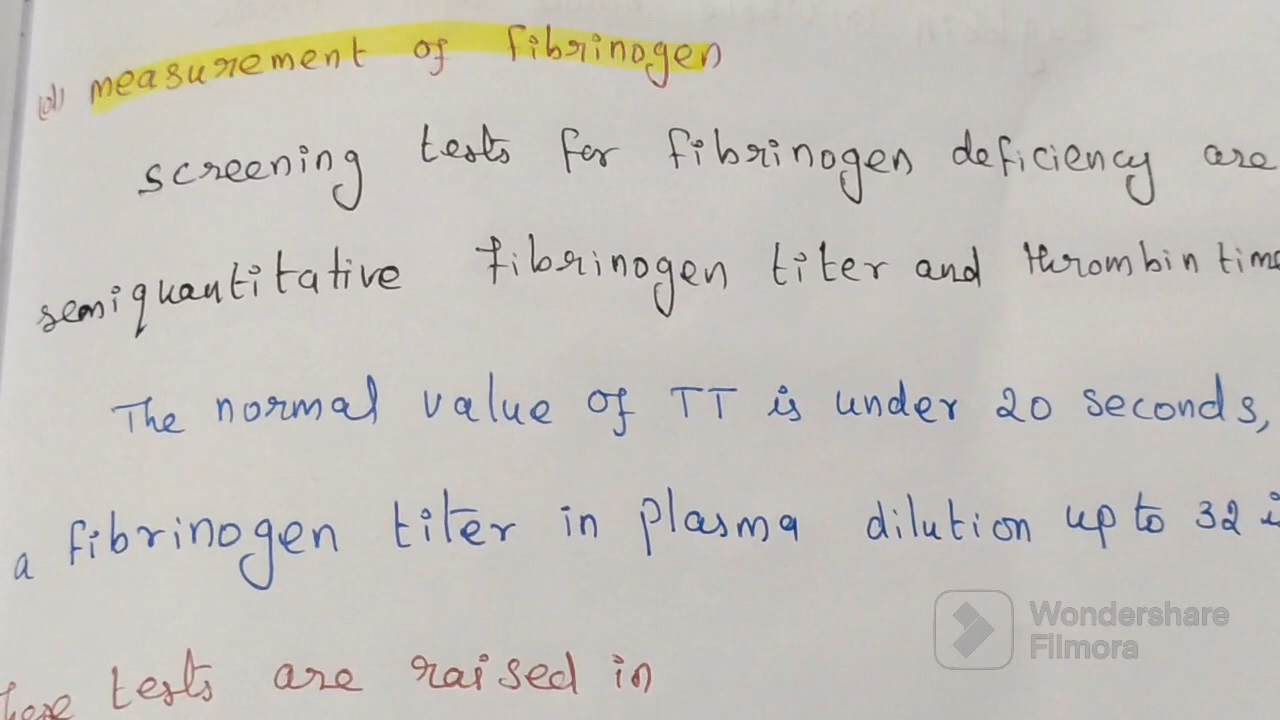 (d) measurement of fibrinogen
screening tests for fibrinogen deficiency are
semiquantitative fibrinogen titer and thrombin time
The normal value of TT is under 20 seconds,
a fibrinogen titer in plasma dilution up to 32
tests are raised in
Wondershare
Filmora